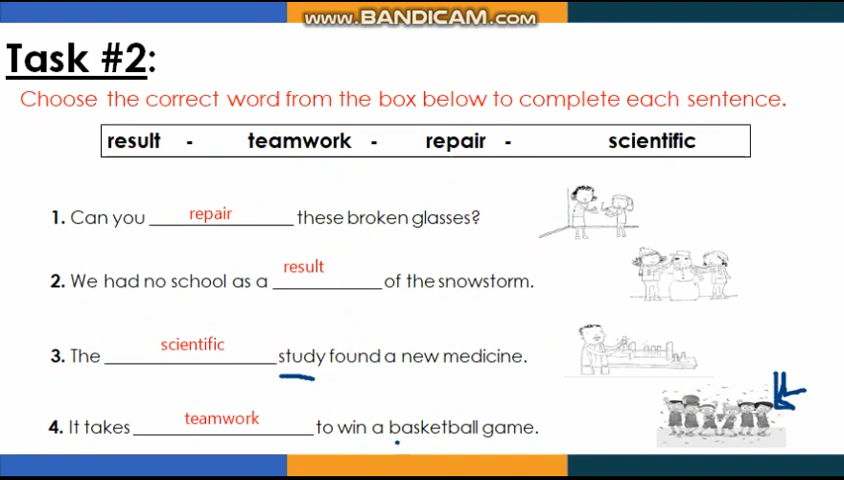 www.BANDICAM.com
Task #2:
Choose the correct word from the box below to complete each sentence.
result - teamwork - repair - scientific
1. Can you repair these broken glasses?
2. We had no school as a result of the snowstorm.
3. The scientific study found a new medicine.
4. It takes teamwork to win a basketball game.